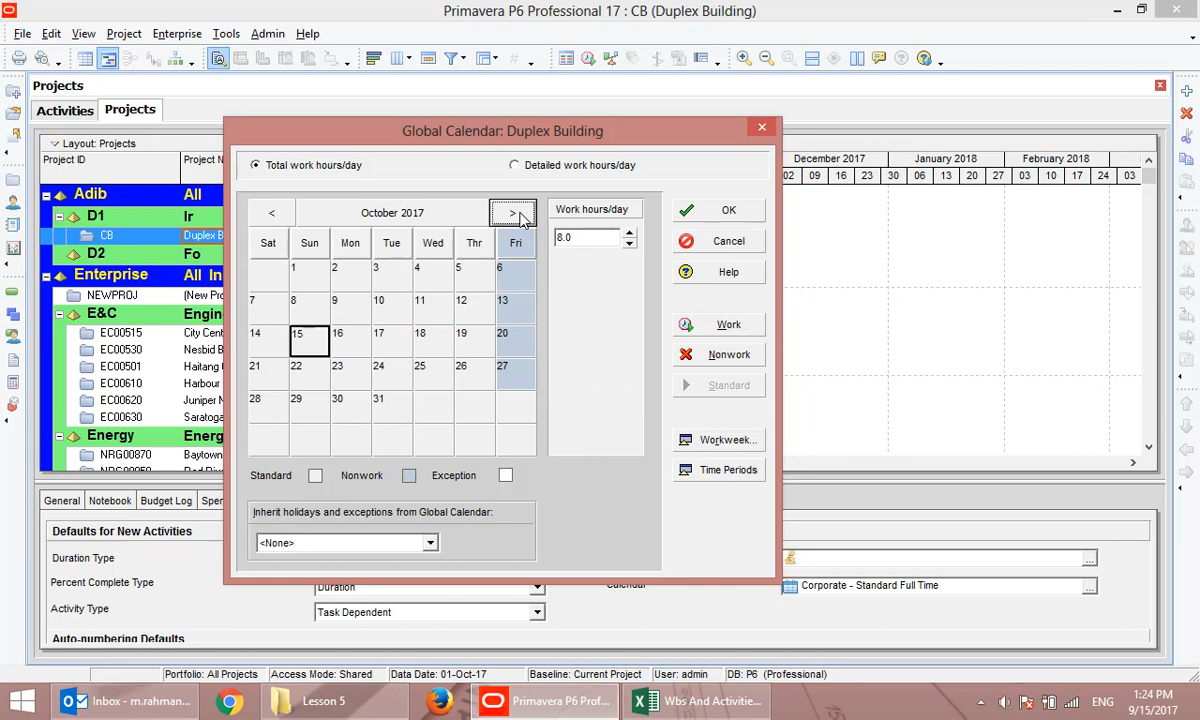 Primavera P6 Professional 17 : CB (Duplex Building)
File Edit View Project Enterprise Tools Admin Help
Projects
Activities Projects
Layout: Projects
Project ID Project N
December 2017 January 2018 February 2018
02 09 16 23 30 06 13 20 27 03 10 17 24 03
Adib All
D1 Ir
CB Duplex B
D2 Fo
Enterprise All In
NEWPROJ (New Pro
E&C Engin
EC00515 City Cent
EC00530 Nesbid B
EC00501 Haitang
EC00610 Harbour
EC00620 Juniper N
EC00630 Saratoga
Energy Energ
NRG00870 Baytown
Global Calendar: Duplex Building
Total work hours/day Detailed work hours/day
< October 2017 >
Sat Sun Mon Tue Wed Thr Fri
1 2 3 4 5 6
7 8 9 10 11 12 13
14 15 16 17 18 19 20
21 22 23 24 25 26 27
28 29 30 31
Work hours/day
8.0
OK
Cancel
Help
Work
Nonwork
Standard
Workweek...
Time Periods
Standard Nonwork Exception
Inherit holidays and exceptions from Global Calendar:
<None>
General Notebook Budget Log Spen
Defaults for New Activities
Duration Type
Percent Complete Type Duration Calendar Corporate - Standard Full Time
Activity Type Task Dependent
Auto-numbering Defaults
Portfolio: All Projects Access Mode: Shared Data Date: 01-Oct-17 Baseline: Current Project User: admin DB: P6 (Professional)
Inbox - m.rahman... Lesson 5 Primavera P6 Prof... Wbs And Activitie... ENG 1:24 PM
9/15/2017